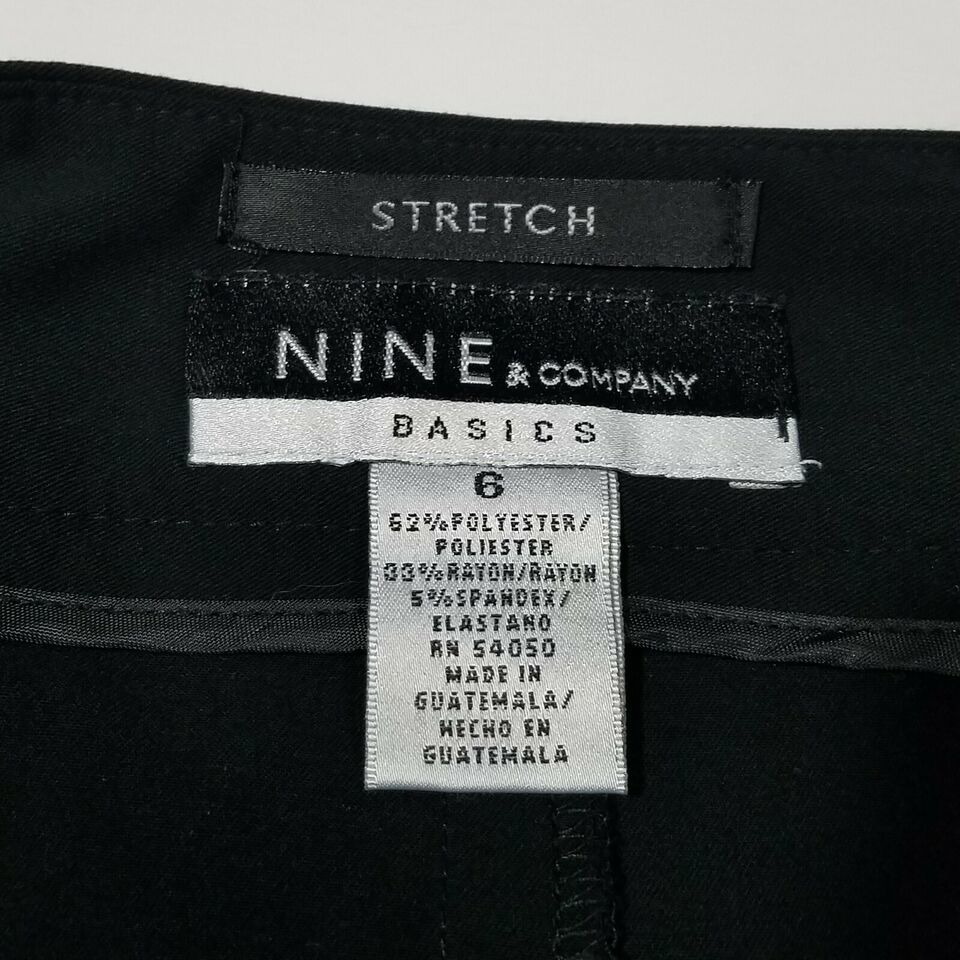 STRETCH
NINE & COMPANY
BASICS
6
62%POLYESTER/
POLIESTER
33%RAYON/RAYON
5%SPANDEX/
ELASTANO
RN 54050
MADE IN
GUATEMALA/
HECHO EN
GUATEMALA